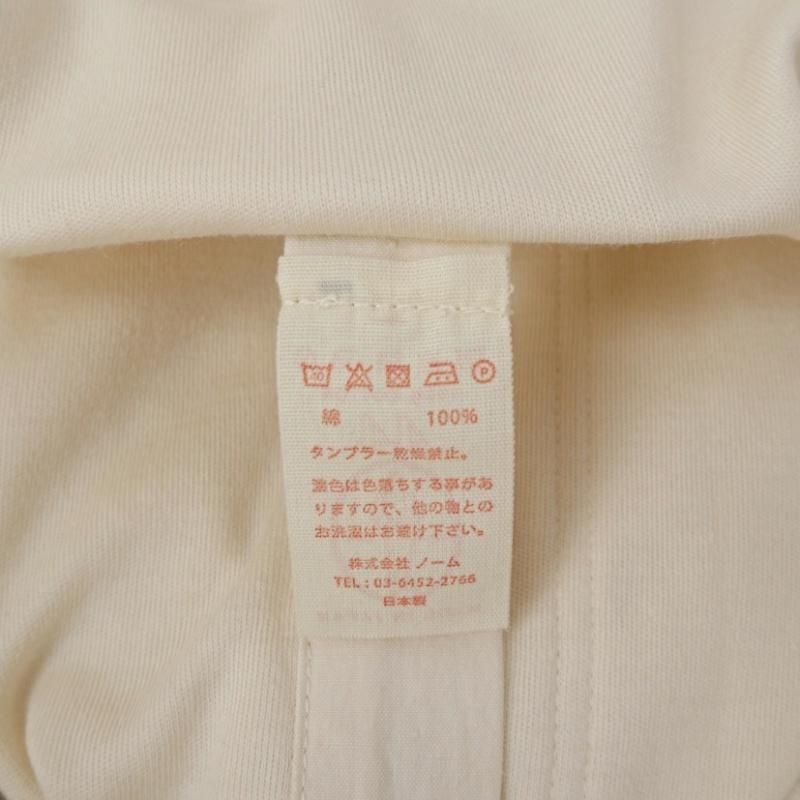 40 P
綿 100%
タンブラー乾燥禁止。
濃色は色落ちする事があ
りますので、他の物との
お洗濯はお避け下さい。
株式会社 ノーム
TEL：03-6452-2766
日本製